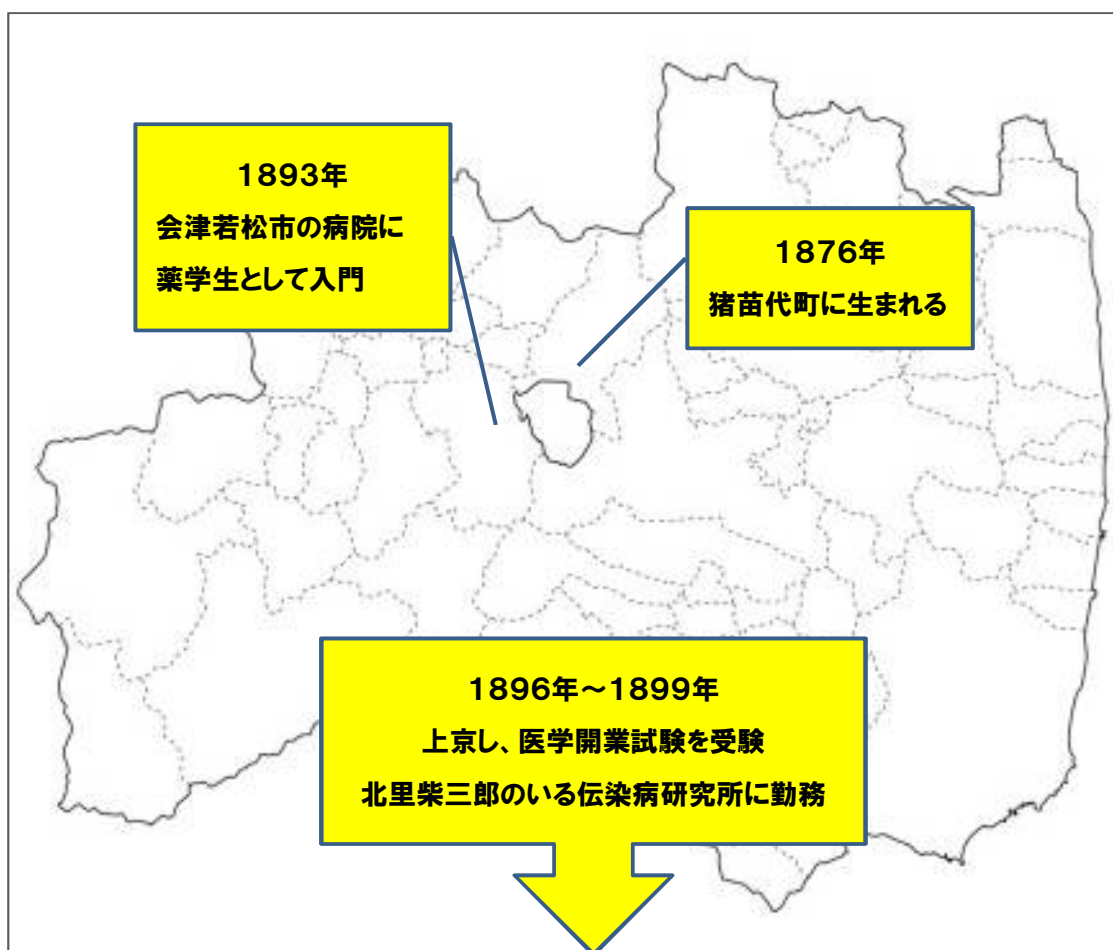 1893年
会津若松市の病院に
薬学生として入門
1876年
猪苗代町に生まれる
1896年～1899年
上京し、医学開業試験を受験
北里柴三郎のいる伝染病研究所に勤務